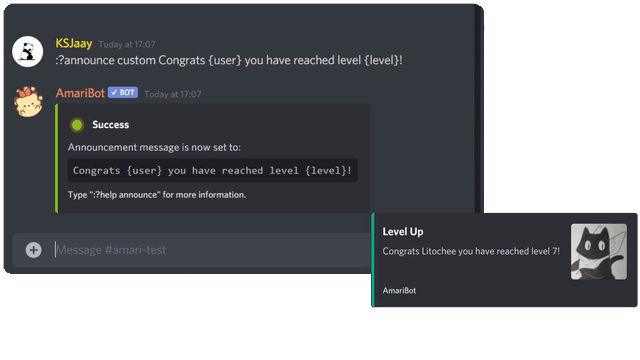 KSJaay Today at 17:07
:?announce custom Congrats {user} you have reached level {level}!
AmariBot BOT Today at 17:07
Success
Announcement message is now set to:
Congrats {user} you have reached level {level}!
Type ":?help announce" for more information.
Message #amari-test
Level Up
Congrats Litochee you have reached level 7!
AmariBot